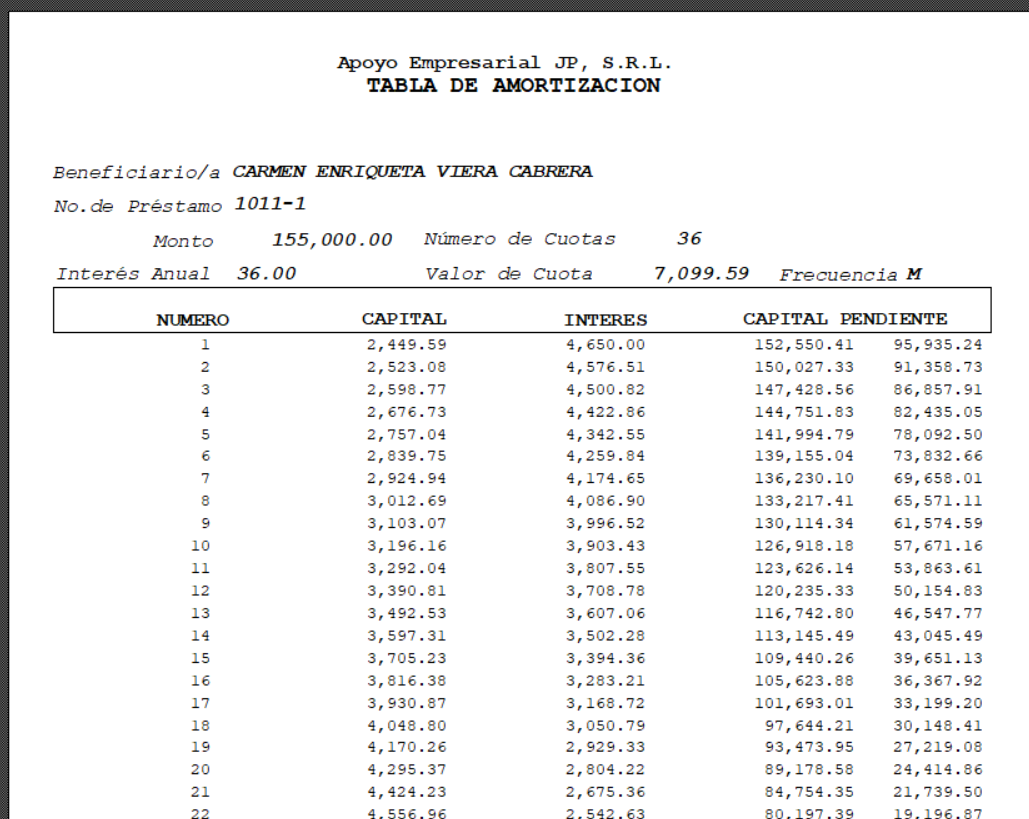 Apoyo Empresarial JP, S.R.L.
TABLA DE AMORTIZACION
Beneficiario/a CARMEN ENRIQUETA VIERA CABRERA
No.de Préstamo 1011-1
Monto 155,000.00 Número de Cuotas 36
Interés Anual 36.00 Valor de Cuota 7,099.59 Frecuencia M
NUMERO CAPITAL INTERES CAPITAL PENDIENTE
1 2,449.59 4,650.00 152,550.41 95,935.24
2 2,523.08 4,576.51 150,027.33 91,358.73
3 2,598.77 4,500.82 147,428.56 86,857.91
4 2,676.73 4,422.86 144,751.83 82,435.05
5 2,757.04 4,342.55 141,994.79 78,092.50
6 2,839.75 4,259.84 139,155.04 73,832.66
7 2,924.94 4,174.65 136,230.10 69,658.01
8 3,012.69 4,086.90 133,217.41 65,571.11
9 3,103.07 3,996.52 130,114.34 61,574.59
10 3,196.16 3,903.43 126,918.18 57,671.16
11 3,292.04 3,807.55 123,626.14 53,863.61
12 3,390.81 3,708.78 120,235.33 50,154.83
13 3,492.53 3,607.06 116,742.80 46,547.77
14 3,597.31 3,502.28 113,145.49 43,045.49
15 3,705.23 3,394.36 109,440.26 39,651.13
16 3,816.38 3,283.21 105,623.88 36,367.92
17 3,930.87 3,168.72 101,693.01 33,199.20
18 4,048.80 3,050.79 97,644.21 30,148.41
19 4,170.26 2,929.33 93,473.95 27,219.08
20 4,295.37 2,804.22 89,178.58 24,414.86
21 4,424.23 2,675.36 84,754.35 21,739.50
22 4,556.96 2,542.63 80,197.39 19,196.87